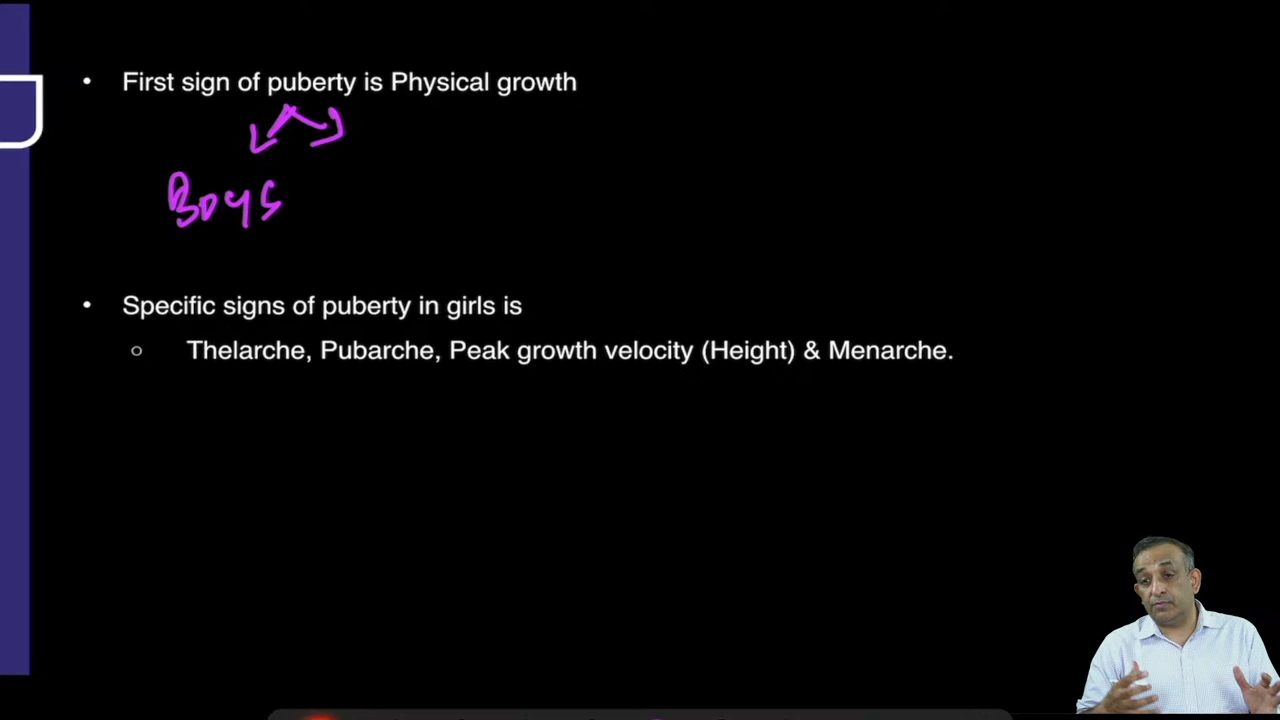 • First sign of puberty is Physical growth
Boys
• Specific signs of puberty in girls is
○ Thelarche, Pubarche, Peak growth velocity (Height) & Menarche.